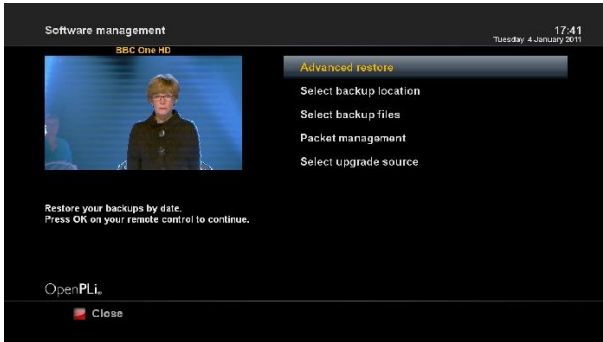 Software management
17:41
Tuesday 4 January 2011
BBC One HD
Advanced restore
Select backup location
Select backup files
Packet management
Select upgrade source
Restore your backups by date.
Press OK on your remote control to continue.
OpenPLi®
Close